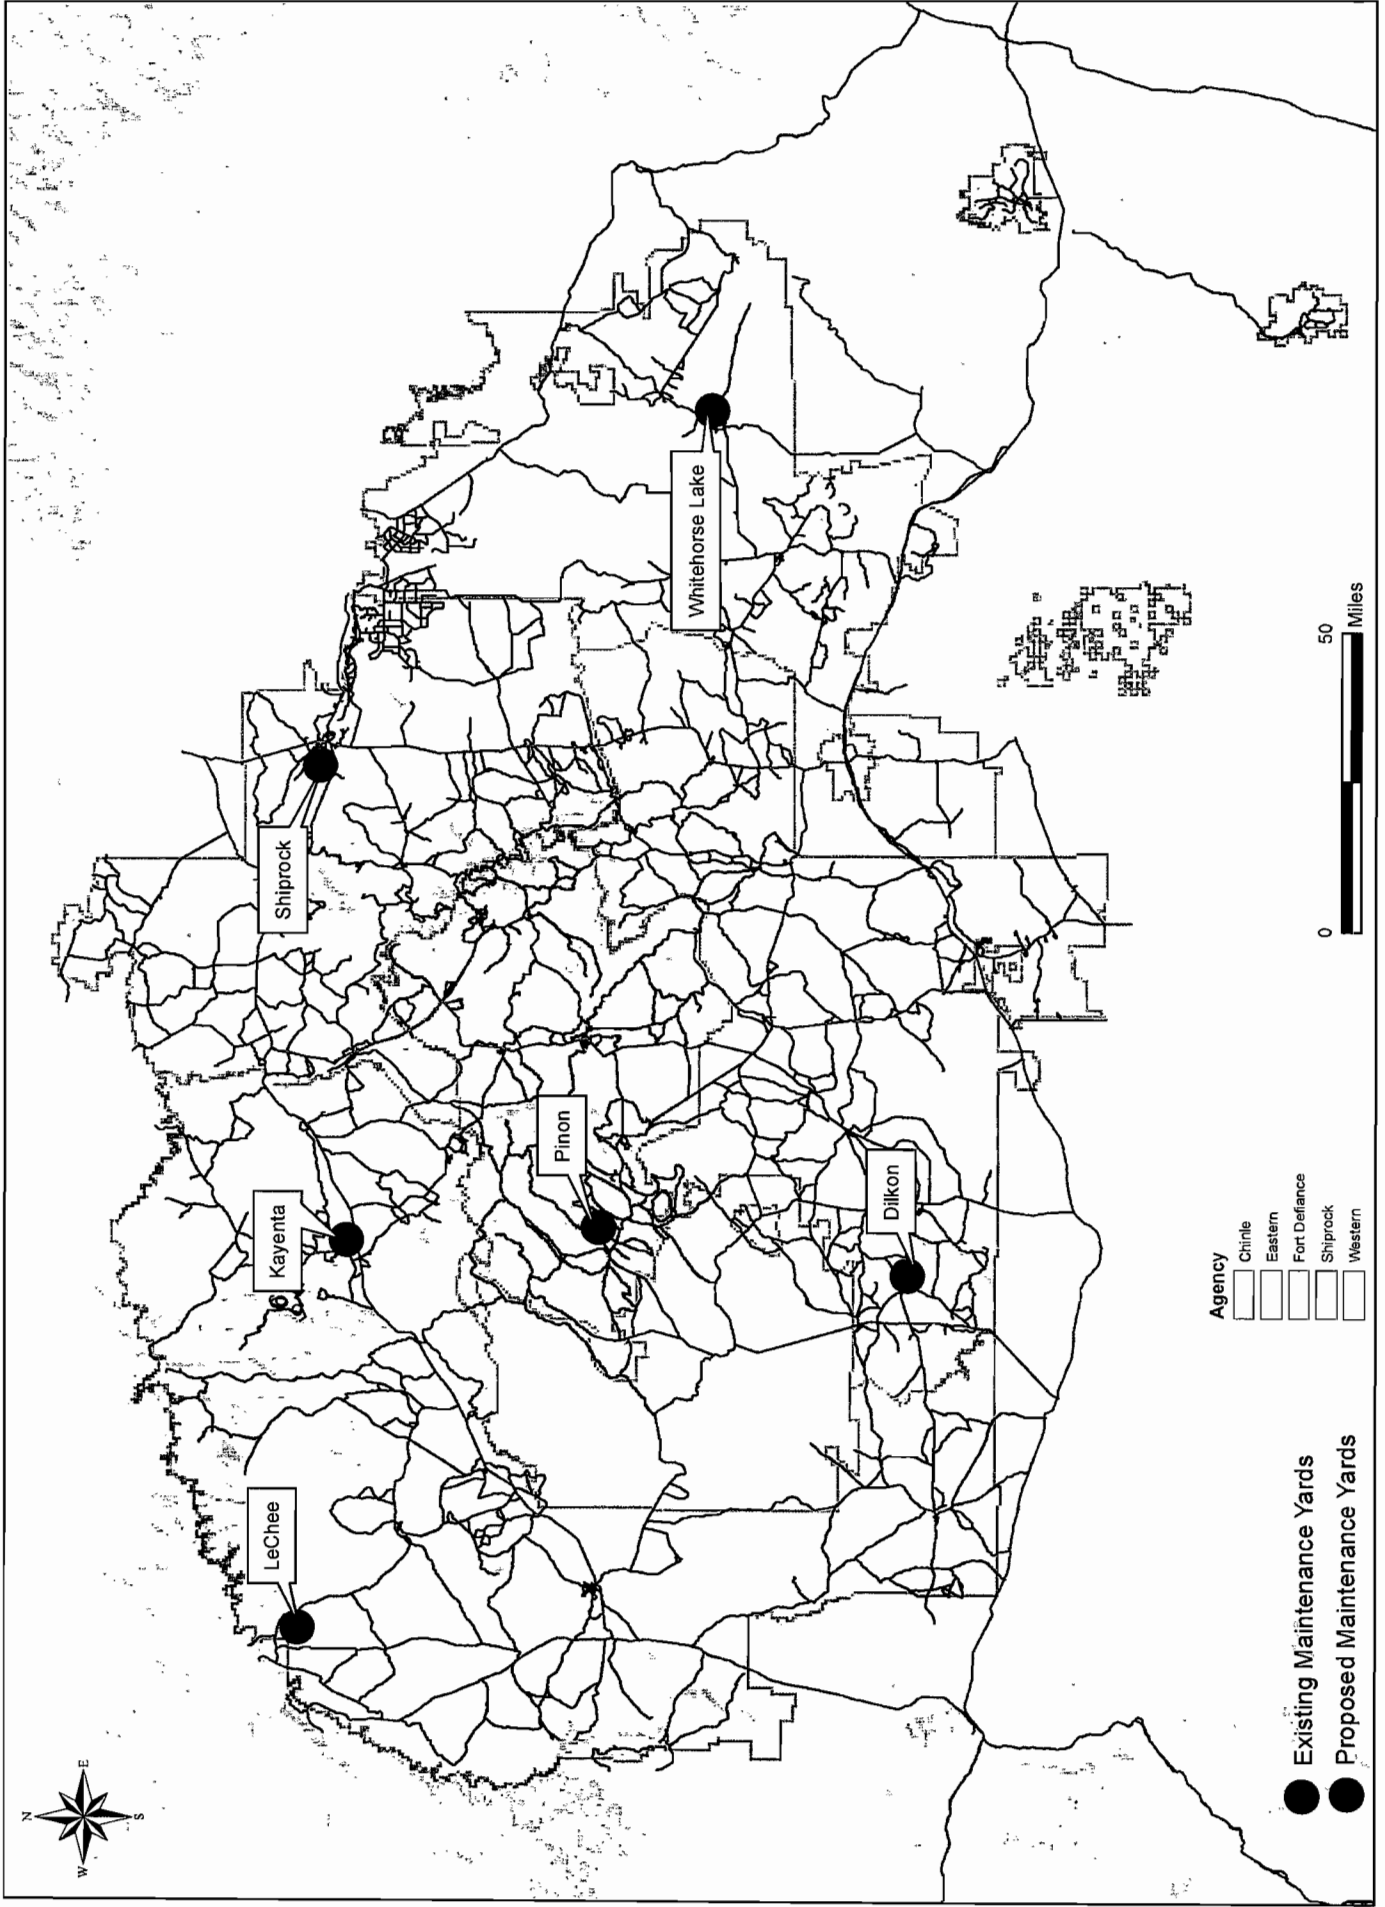 N
W
E
S
LeChee
Kayenta
Shiprock
Pinon
Whitehorse Lake
Dilkon
Existing Maintenance Yards
Proposed Maintenance Yards
Agency
Chinle
Eastern
Fort Defiance
Shiprock
Western
0
50
Miles